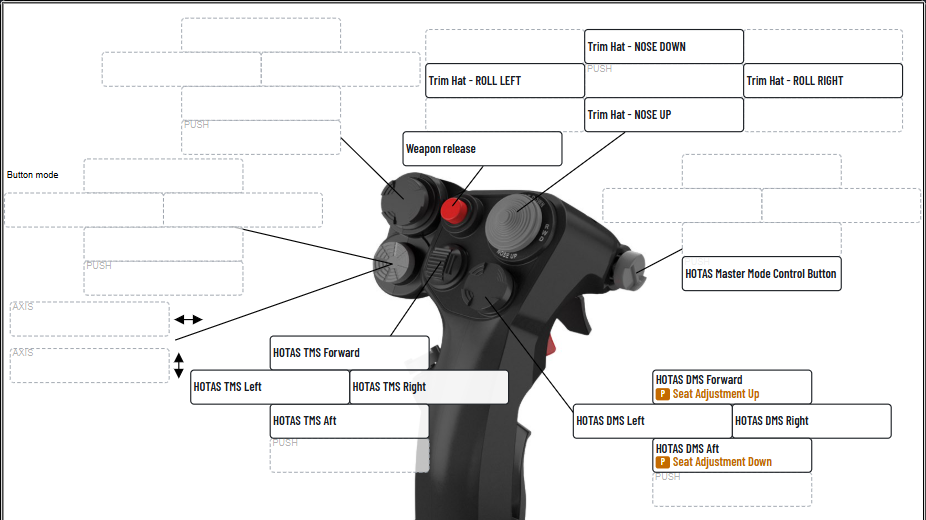 Trim Hat - NOSE DOWN
PUSH
Trim Hat - ROLL LEFT
Trim Hat - ROLL RIGHT
Trim Hat - NOSE UP
PUSH
Weapon release
Button mode
NOSE UP
PUSH
HOTAS Master Mode Control Button
AXIS
AXIS
HOTAS TMS Forward
HOTAS TMS Left
HOTAS TMS Right
HOTAS TMS Aft
PUSH
HOTAS DMS Forward
P Seat Adjustment Up
HOTAS DMS Left
HOTAS DMS Right
HOTAS DMS Aft
P Seat Adjustment Down
PUSH